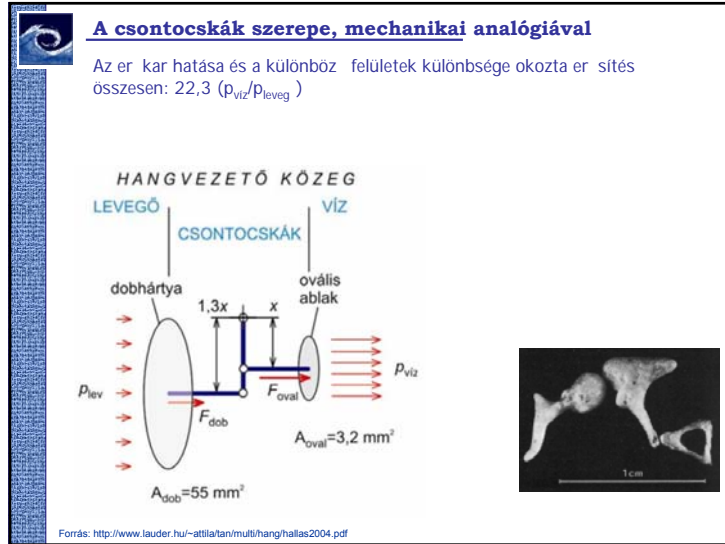 A csontocskák szerepe, mechanikai analógiával
Az er kar hatása és a különböz felületek különbsége okozta er sítés
összesen: 22,3 (pvíz/pleveg )
HANGVEZETŐ KÖZEG
LEVEGŐ
VÍZ
CSONTOCSKÁK
dobhártya
ovális
ablak
1,3x
x
plev
Fdob
Foval
pvíz
Aoval=3,2 mm²
Adob=55 mm²
1cm
Forrás: http://www.lauder.hu/~attila/tan/multi/hang/hallas2004.pdf